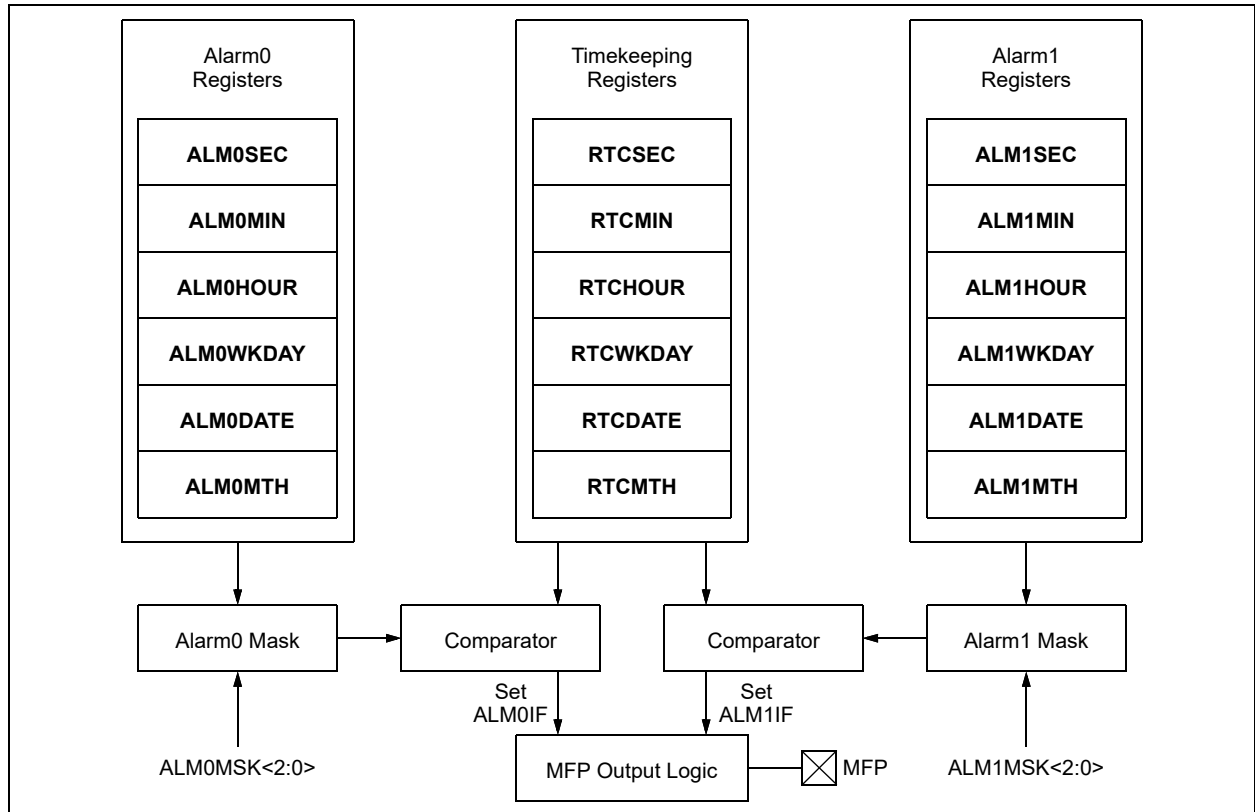 Alarm0
Registers
ALM0SEC
ALM0MIN
ALM0HOUR
ALM0WKDAY
ALM0DATE
ALM0MTH
Timekeeping
Registers
RTCSEC
RTCMIN
RTCHOUR
RTCWKDAY
RTCDATE
RTCMTH
Alarm1
Registers
ALM1SEC
ALM1MIN
ALM1HOUR
ALM1WKDAY
ALM1DATE
ALM1MTH
Alarm0 Mask
Comparator
Comparator
Alarm1 Mask
Set
ALM0IF
Set
ALM1IF
ALM0MSK<2:0>
MFP Output Logic
MFP
ALM1MSK<2:0>